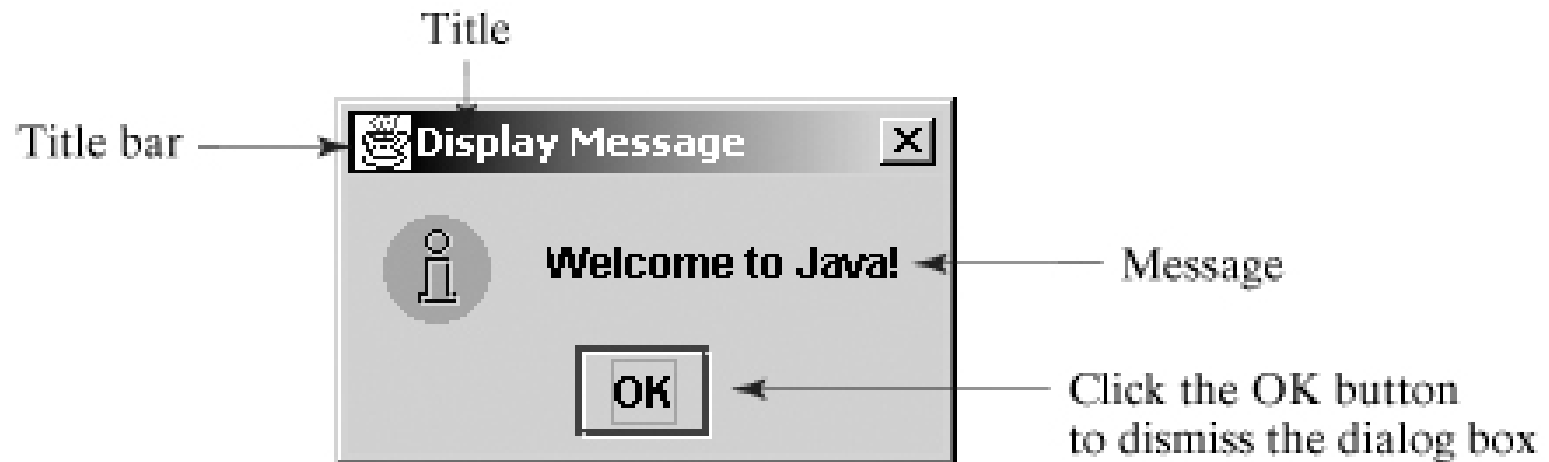 Title
Title bar
Display Message
Welcome to Java!
Message
OK
Click the OK button
to dismiss the dialog box